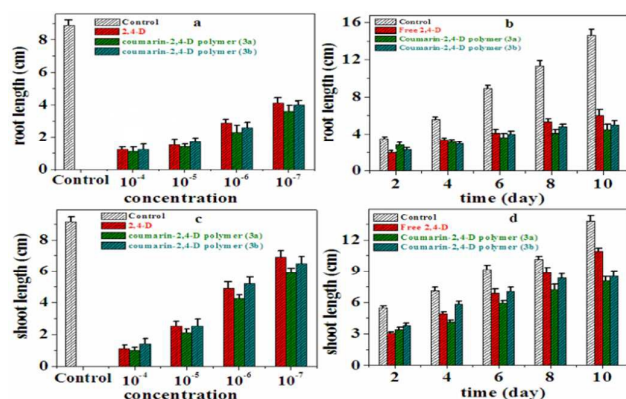 a
Control
2,4-D
coumarin-2,4-D polymer (3a)
coumarin-2,4-D polymer (3b)
root length (cm)
8
6
4
2
0
Control 10-4 10-5 10-6 10-7
concentration
b
Control
Free 2,4-D
Coumarin-2,4-D polymer (3a)
Coumarin-2,4-D polymer (3b)
root length (cm)
16
12
8
4
0
2 4 6 8 10
time (day)
c
Control
2,4-D
coumarin-2,4-D polymer (3a)
coumarin-2,4-D polymer (3b)
shoot length (cm)
9
6
3
0
Control 10-4 10-5 10-6 10-7
concentration
d
Control
Free 2,4-D
Coumarin-2,4-D polymer (3a)
Coumarin-2,4-D polymer (3b)
shoot length (cm)
12
9
6
3
0
2 4 6 8 10
time (day)